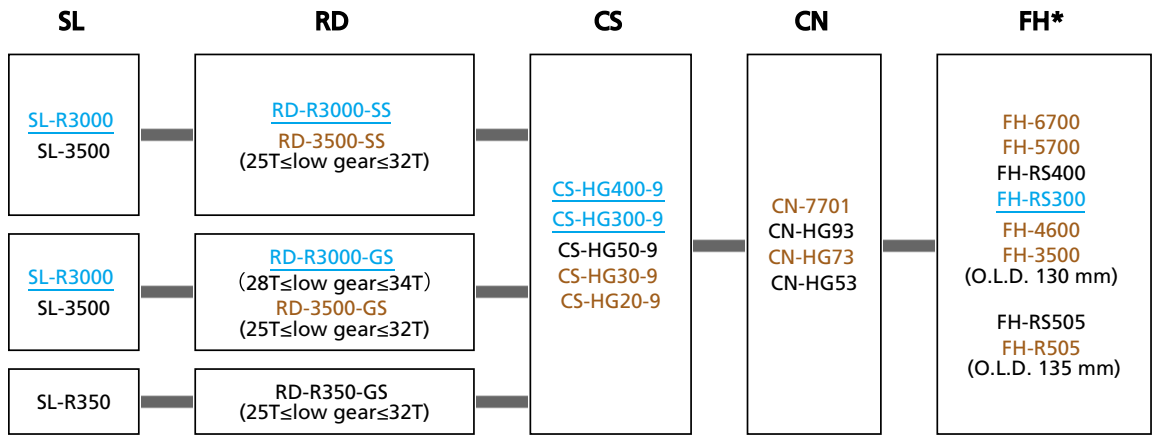 SL
RD
CS
CN
FH*
SL-R3000
SL-3500
RD-R3000-SS
RD-3500-SS
(25T≤low gear≤32T)
SL-R3000
SL-3500
RD-R3000-GS
(28T≤low gear≤34T)
RD-3500-GS
(25T≤low gear≤32T)
SL-R350
RD-R350-GS
(25T≤low gear≤32T)
CS-HG400-9
CS-HG300-9
CS-HG50-9
CS-HG30-9
CS-HG20-9
CN-7701
CN-HG93
CN-HG73
CN-HG53
FH-6700
FH-5700
FH-RS400
FH-RS300
FH-4600
FH-3500
(O.L.D. 130 mm)
FH-RS505
FH-R505
(O.L.D. 135 mm)